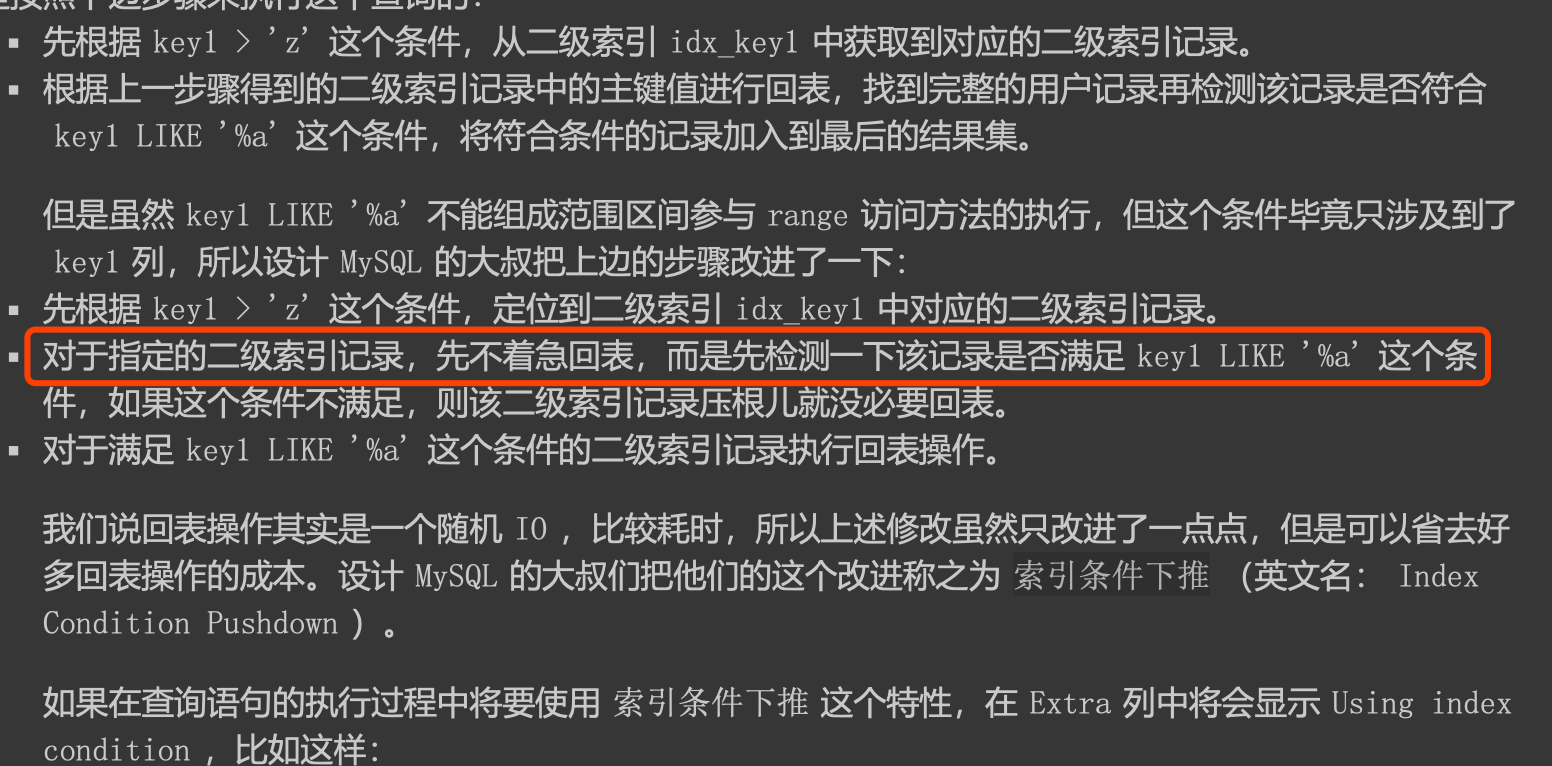 是按照下边步骤来执行这个查询的：
▪ 先根据 key1 > 'z' 这个条件，从二级索引 idx_key1 中获取到对应的二级索引记录。
▪ 根据上一步骤得到的二级索引记录中的主键值进行回表，找到完整的用户记录再检测该记录是否符合
key1 LIKE '%a' 这个条件，将符合条件的记录加入到最后的结果集。
但是虽然 key1 LIKE '%a' 不能组成范围区间参与 range 访问方法的执行，但这个条件毕竟只涉及到了
key1 列，所以设计 MySQL 的大叔把上边的步骤改进了一下：
▪ 先根据 key1 > 'z' 这个条件，定位到二级索引 idx_key1 中对应的二级索引记录。
▪ 对于指定的二级索引记录，先不着急回表，而是先检测一下该记录是否满足 key1 LIKE '%a' 这个条
件，如果这个条件不满足，则该二级索引记录压根儿就没必要回表。
▪ 对于满足 key1 LIKE '%a' 这个条件的二级索引记录执行回表操作。
我们说回表操作其实是一个随机 IO ，比较耗时，所以上述修改虽然只改进了一点点，但是可以省去好
多回表操作的成本。设计 MySQL 的大叔们把他们的这个改进称之为 索引条件下推 （英文名： Index
Condition Pushdown ）。
如果在查询语句的执行过程中将要使用 索引条件下推 这个特性，在 Extra 列中将会显示 Using index
condition ，比如这样：